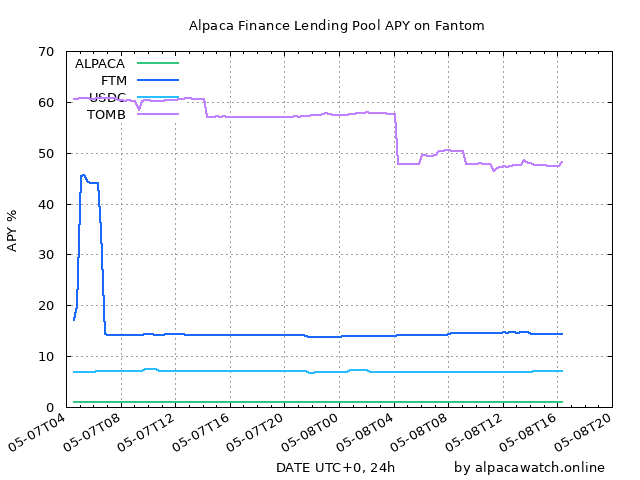 Alpaca Finance Lending Pool APY on Fantom
70
60
50
40
30
20
10
0
APY %
ALPACA
FTM
USDC
TOMB
05-07T04
05-07T08
05-07T12
05-07T16
05-07T20
05-08T00
05-08T04
05-08T08
05-08T12
05-08T16
05-08T20
DATE UTC+0, 24h
by alpacawatch.online